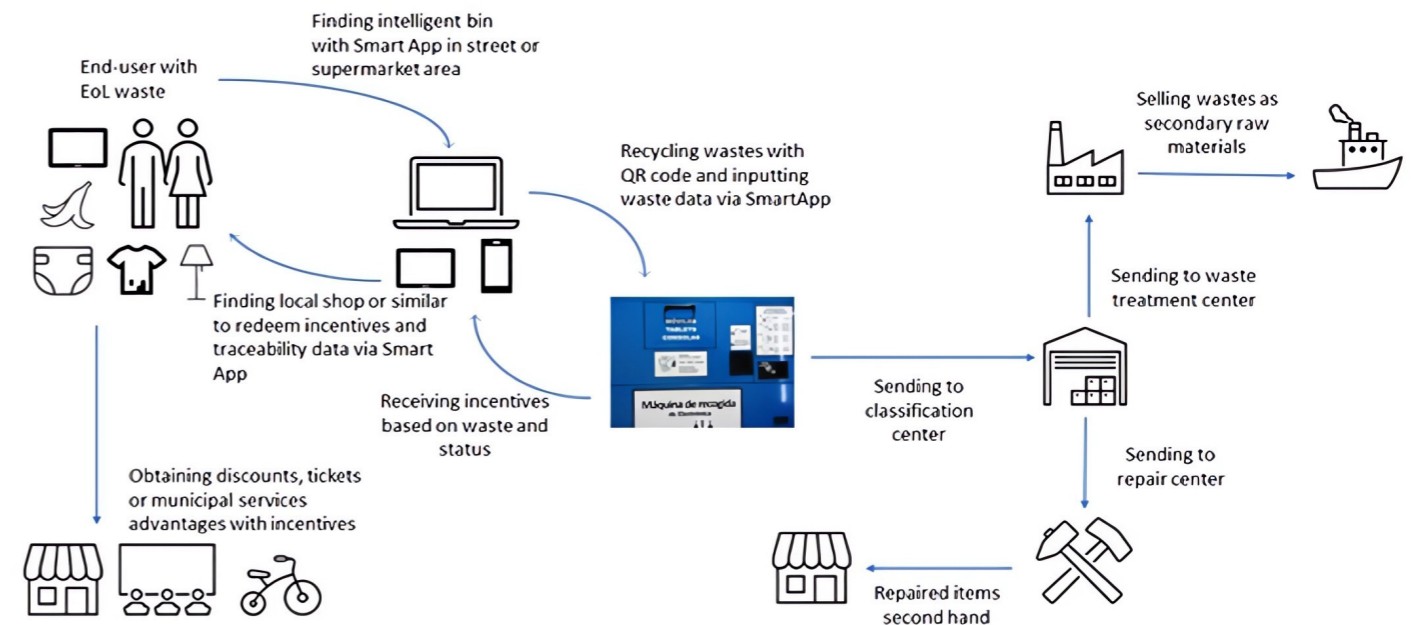 Finding intelligent bin
with Smart App in street or
supermarket area
End-user with
EoL waste
Selling wastes as
secondary raw
materials
Recycling wastes with
QR code and inputting
waste data via SmartApp
Sending to waste
treatment center
Finding local shop or similar
to redeem incentives and
traceability data via Smart
App
MÓVILES
TABLETS
CONSOLAS
Máquina de recogida
Receiving incentives
based on waste and
status
Sending to
classification
center
Sending to
repair center
Obtaining discounts, tickets
or municipal services
advantages with incentives
Repaired items
second hand